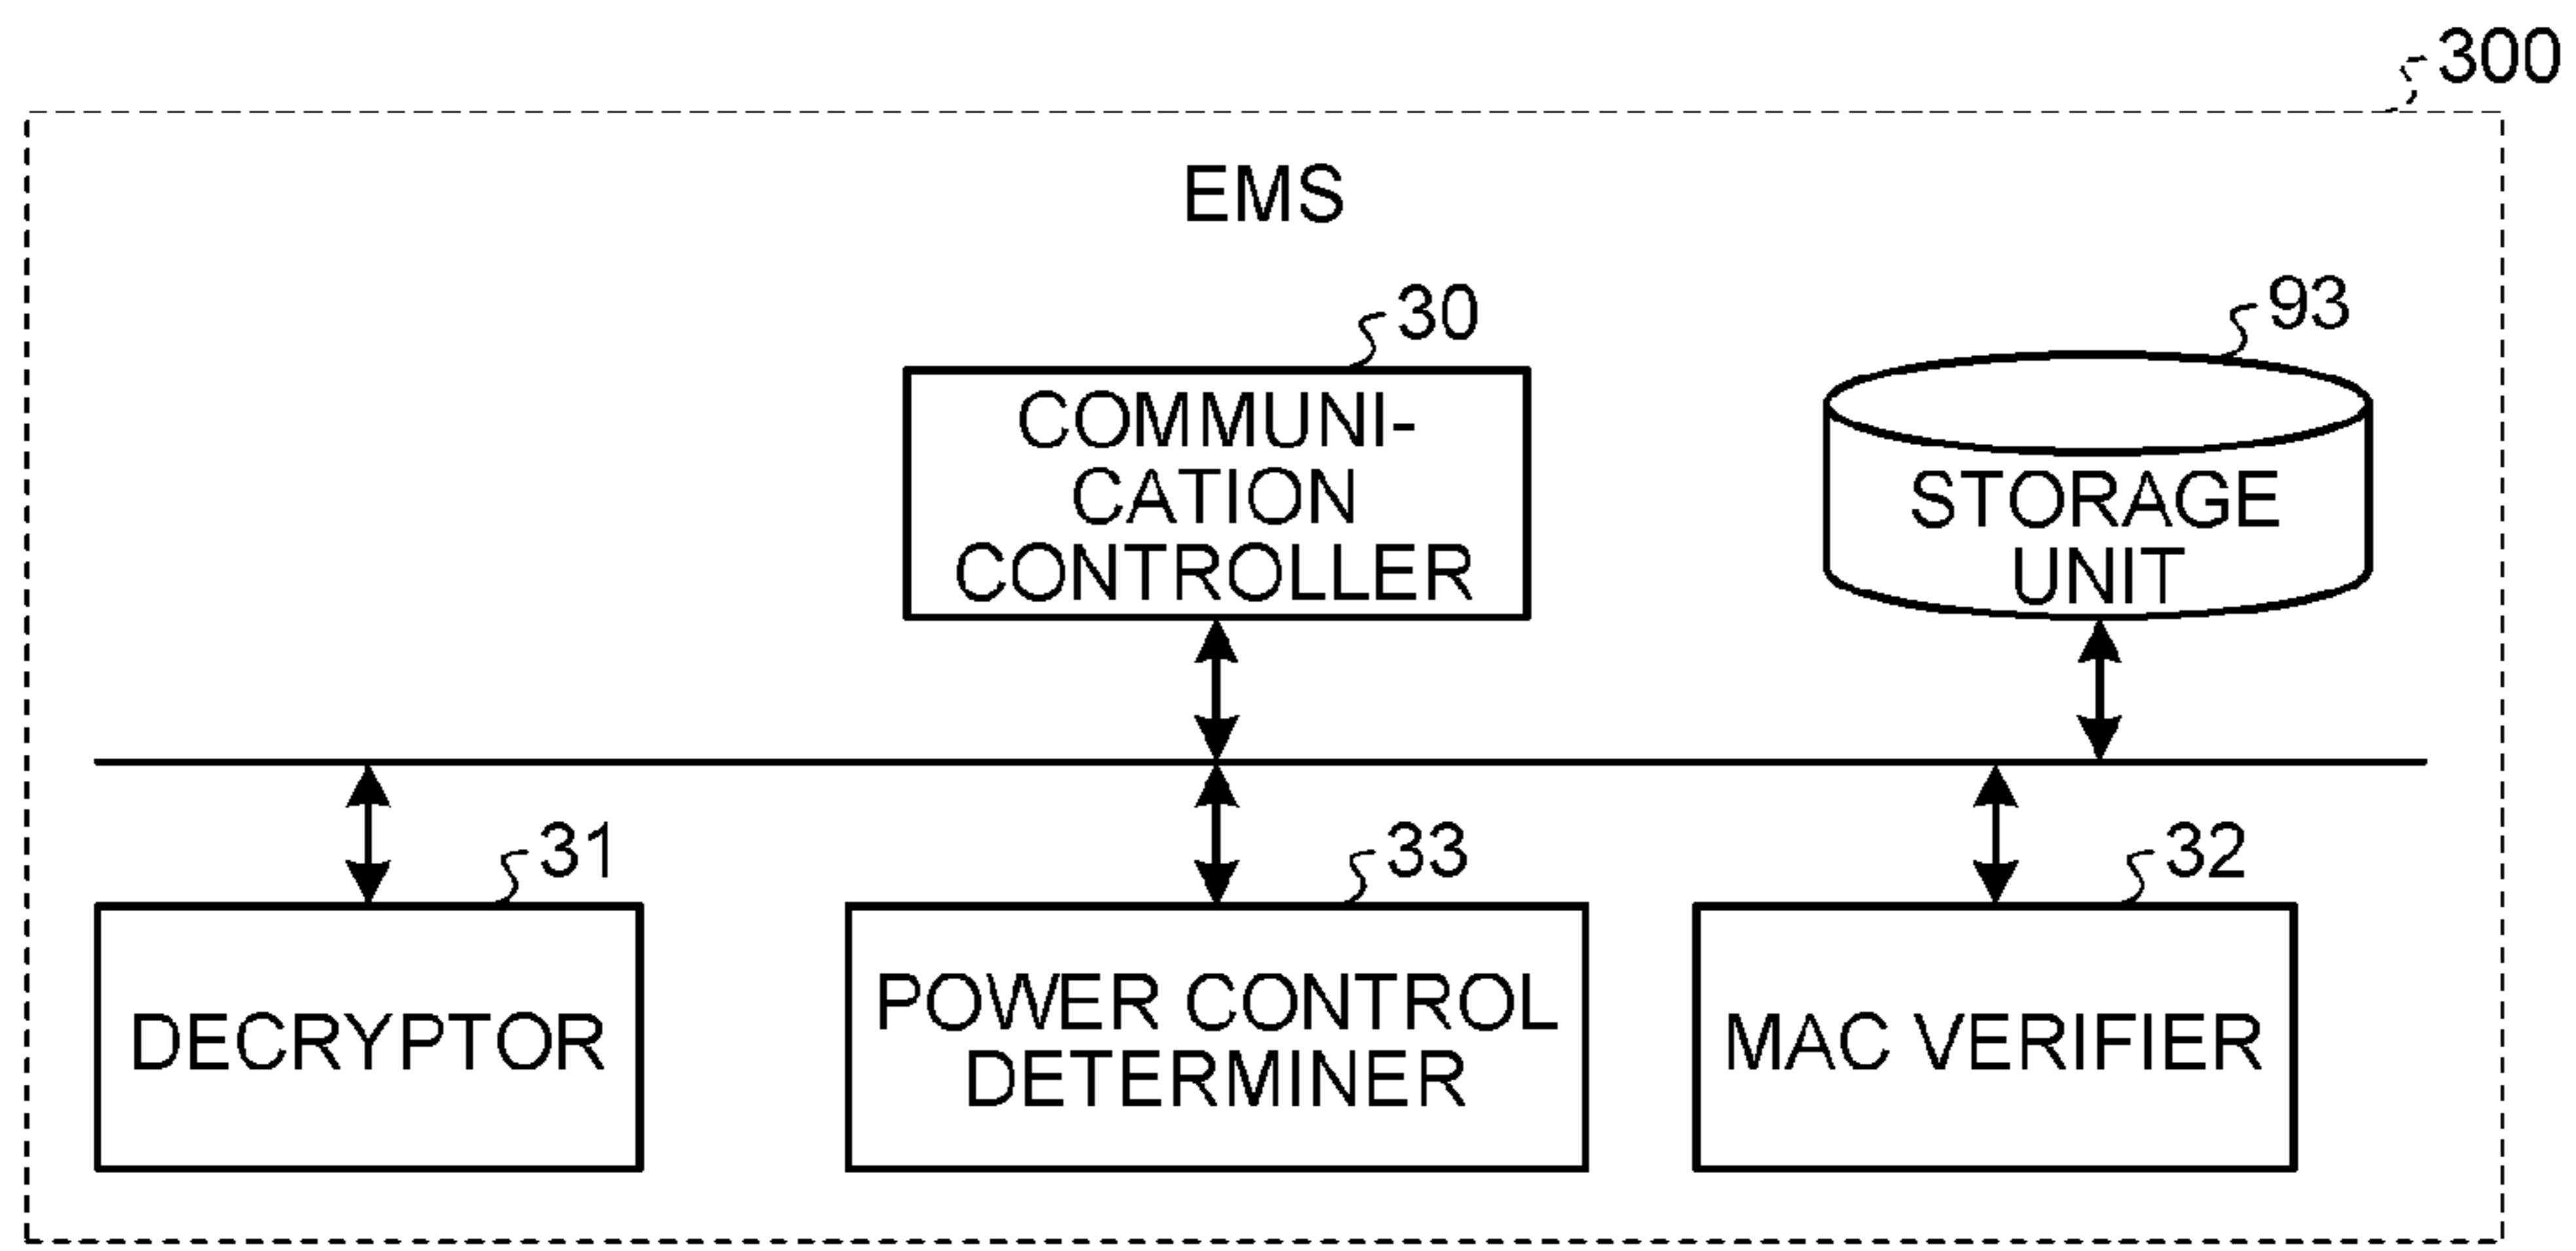 300
EMS
30
COMMUNI-
CATION
CONTROLLER
93
STORAGE
UNIT
31
DECRYPTOR
33
POWER CONTROL
DETERMINER
32
MAC VERIFIER